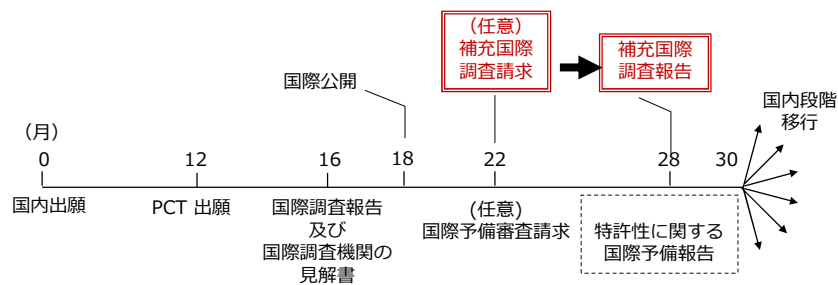 (任意)
補充国際
調査請求
補充国際
調査報告
国際公開
国内段階
移行
（月）
0
12
16
18
22
28
30
国内出願
PCT 出願
国際調査報告
及び
国際調査機関の
見解書
(任意)
国際予備審査請求
特許性に関する
国際予備報告